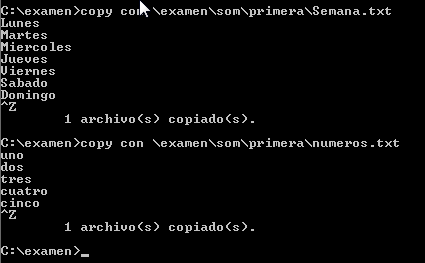 C:\examen>copy con \examen\som\primera\Semana.txt
Lunes
Martes
Miercoles
Jueves
Viernes
Sabado
Domingo
^Z
1 archivo(s) copiado(s).
C:\examen>copy con \examen\som\primera\numeros.txt
uno
dos
tres
cuatro
cinco
^Z
1 archivo(s) copiado(s).
C:\examen>_